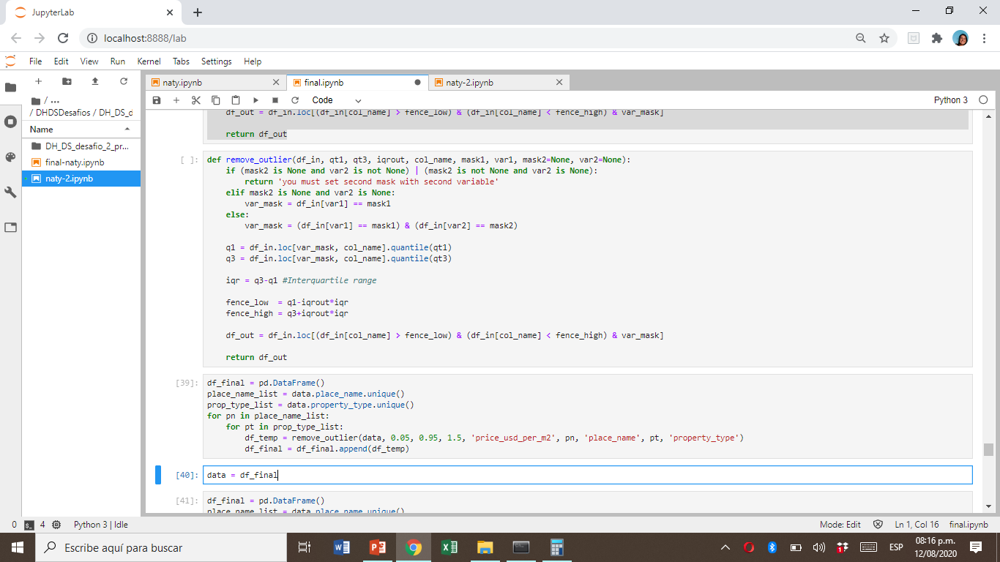 JupyterLab
localhost:8888/lab
File Edit View Run Kernel Tabs Settings Help
naty.ipynb
final.ipynb
naty-2.ipynb
Code
Python 3
/ ...
/ DHDSDesafios / DH_DS_d
Name
DH_DS_desafio_2_pr...
final-naty.ipynb
naty-2.ipynb
df_out = df_in.loc[(df_in[col_name] > fence_low) & (df_in[col_name] < fence_high) & var_mask]
return df_out
[ ]:
def remove_outlier(df_in, qt1, qt3, iqrout, col_name, mask1, var1, mask2=None, var2=None):
if (mask2 is None and var2 is not None) | (mask2 is not None and var2 is None):
return 'you must set second mask with second variable'
elif mask2 is None and var2 is None:
var_mask = df_in[var1] == mask1
else:
var_mask = (df_in[var1] == mask1) & (df_in[var2] == mask2)
q1 = df_in.loc[var_mask, col_name].quantile(qt1)
q3 = df_in.loc[var_mask, col_name].quantile(qt3)
iqr = q3-q1 #Interquartile range
fence_low  = q1-iqrout*iqr
fence_high = q3+iqrout*iqr
df_out = df_in.loc[(df_in[col_name] > fence_low) & (df_in[col_name] < fence_high) & var_mask]
return df_out
[39]:
df_final = pd.DataFrame()
place_name_list = data.place_name.unique()
prop_type_list = data.property_type.unique()
for pn in place_name_list:
for pt in prop_type_list:
df_temp = remove_outlier(data, 0.05, 0.95, 1.5, 'price_usd_per_m2', pn, 'place_name', pt, 'property_type')
df_final = df_final.append(df_temp)
[40]:
data = df_final
[41]:
df_final = pd.DataFrame()
place_name_list = data.place_name.unique()
0 4 Python 3 | Idle
Mode: Edit Ln 1, Col 16 final.ipynb
Escribe aquí para buscar
ESP
08:16 p.m.
12/08/2020